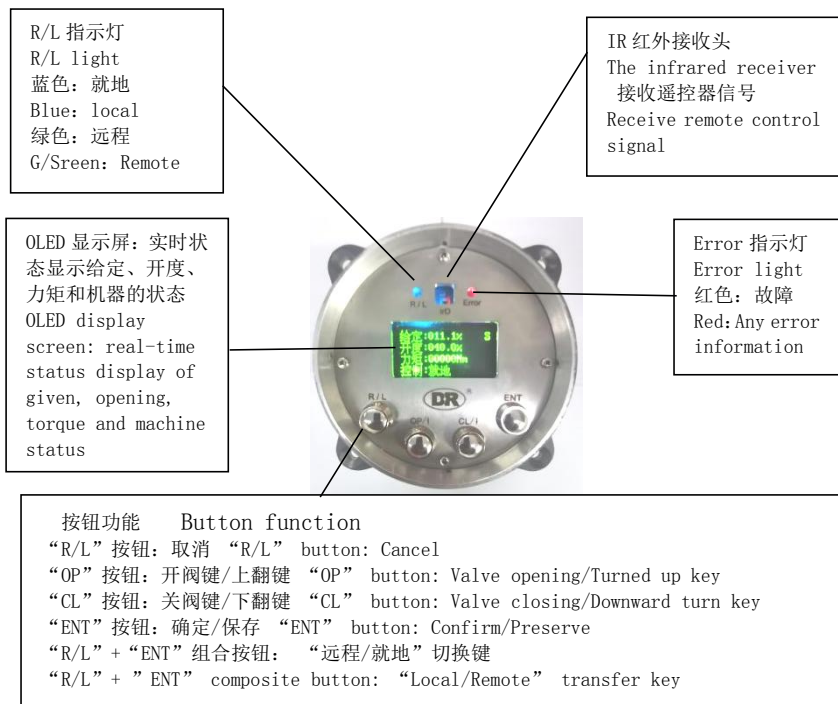 R/L 指示灯
R/L light
蓝色：就地
Blue: local
绿色：远程
G/Sreen: Remote
IR 红外接收头
The infrared receiver
接收遥控器信号
Receive remote control
signal
OLED 显示屏：实时状
态显示给定、开度、
力矩和机器的状态
OLED display
screen: real-time
status display of
given, opening,
torque and machine
status
Error 指示灯
Error light
红色：故障
Red: Any error
information
R/L
I/O
Error
给定:011.1% S
开度:040.0%
力矩:00000Nm
控制:就地
R/L
DR®
ENT
OP/I
CL/I
按钮功能 Button function
“R/L”按钮：取消 “R/L” button: Cancel
“OP”按钮：开阀键/上翻键 “OP” button: Valve opening/Turned up key
“CL”按钮：关阀键/下翻键 “CL” button: Valve closing/Downward turn key
“ENT”按钮：确定/保存 “ENT” button: Confirm/Preserve
“R/L”+“ENT”组合按钮： “远程/就地”切换键
“R/L”+ ”ENT” composite button: “Local/Remote” transfer key